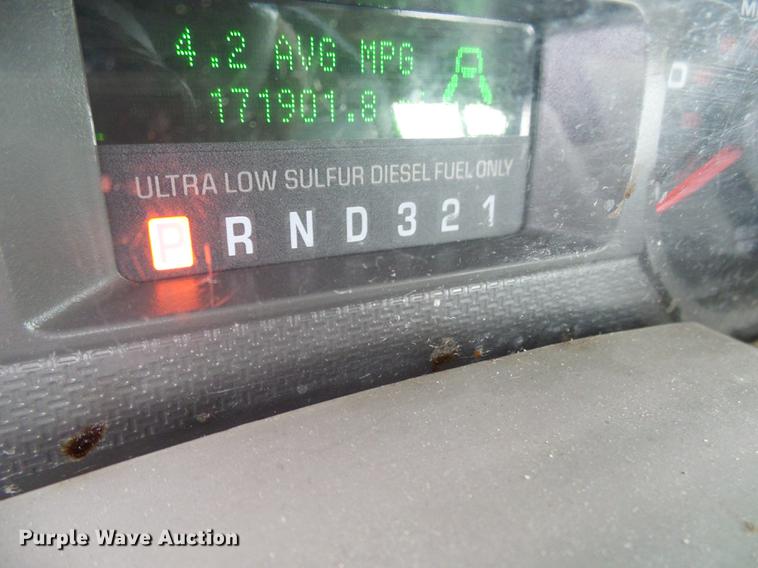 4.2 AVG MPG
171901.8
ULTRA LOW SULFUR DIESEL FUEL ONLY
P R N D 3 2 1
Purple Wave Auction